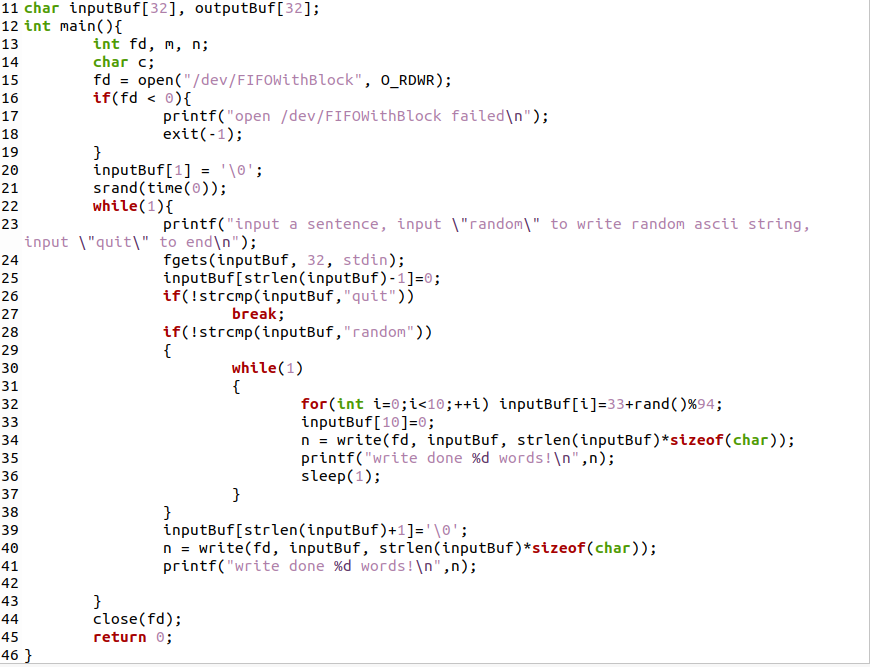 11 char inputBuf[32], outputBuf[32];
12 int main(){
13         int fd, m, n;
14         char c;
15         fd = open("/dev/FIFOWithBlock", O_RDWR);
16         if(fd < 0){
17                 printf("open /dev/FIFOWithBlock failed\n");
18                 exit(-1);
19         }
20         inputBuf[1] = '\0';
21         srand(time(0));
22         while(1){
23                 printf("input a sentence, input \"random\" to write random ascii string,
input \"quit\" to end\n");
24                 fgets(inputBuf, 32, stdin);
25                 inputBuf[strlen(inputBuf)-1]=0;
26                 if(!strcmp(inputBuf,"quit"))
27                         break;
28                 if(!strcmp(inputBuf,"random"))
29                 {
30                         while(1)
31                         {
32                                 for(int i=0;i<10;++i) inputBuf[i]=33+rand()%94;
33                                 inputBuf[10]=0;
34                                 n = write(fd, inputBuf, strlen(inputBuf)*sizeof(char));
35                                 printf("write done %d words!\n",n);
36                                 sleep(1);
37                         }
38                 }
39                 inputBuf[strlen(inputBuf)+1]='\0';
40                 n = write(fd, inputBuf, strlen(inputBuf)*sizeof(char));
41                 printf("write done %d words!\n",n);
42
43         }
44         close(fd);
45         return 0;
46 }